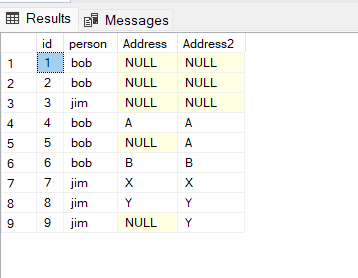 Results Messages
id person Address Address2
1 1 bob NULL NULL
2 2 bob NULL NULL
3 3 jim NULL NULL
4 4 bob A A
5 5 bob NULL A
6 6 bob B B
7 7 jim X X
8 8 jim Y Y
9 9 jim NULL Y